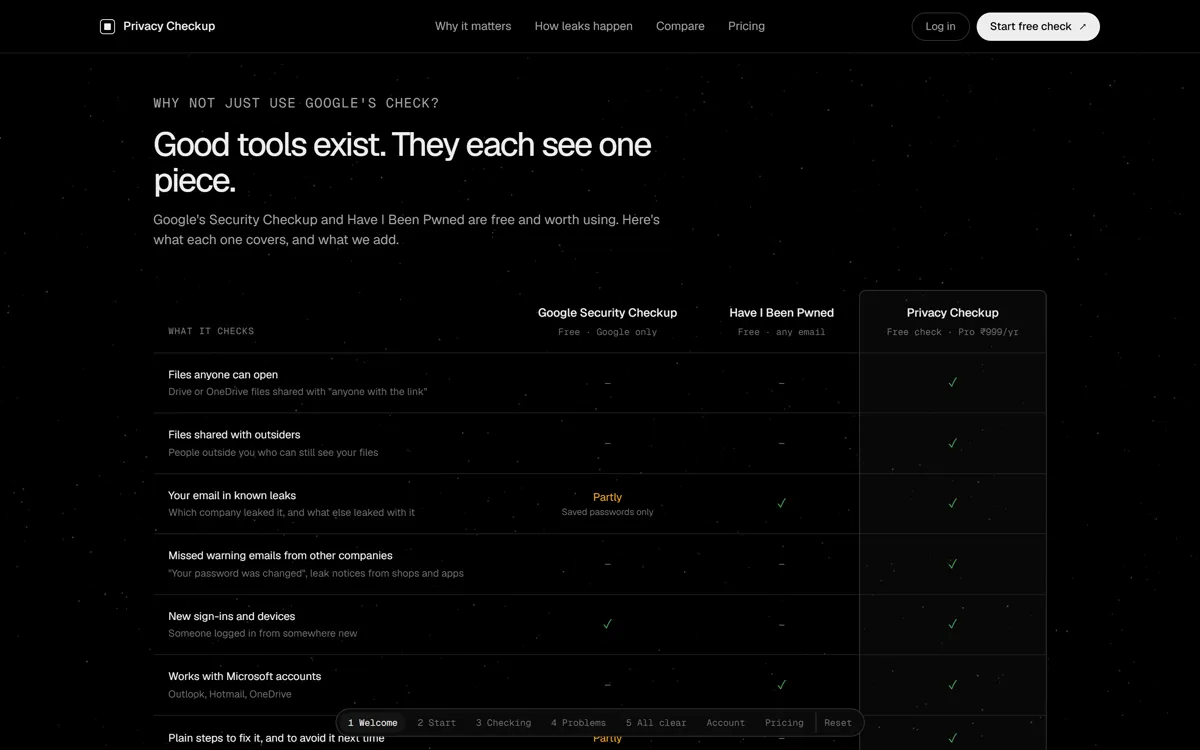 Privacy Checkup
Why it matters
How leaks happen
Compare
Pricing
Log in
Start free check ↗
WHY NOT JUST USE GOOGLE'S CHECK?
Good tools exist. They each see one
piece.
Google's Security Checkup and Have I Been Pwned are free and worth using. Here's
what each one covers, and what we add.
WHAT IT CHECKS
Google Security Checkup
Free · Google only
Have I Been Pwned
Free · any email
Privacy Checkup
Free check · Pro ₹999/yr
Files anyone can open
Drive or OneDrive files shared with "anyone with the link"
–
–
✓
Files shared with outsiders
People outside you who can still see your files
–
–
✓
Your email in known leaks
Which company leaked it, and what else leaked with it
Partly
Saved passwords only
✓
✓
Missed warning emails from other companies
"Your password was changed", leak notices from shops and apps
–
–
✓
New sign-ins and devices
Someone logged in from somewhere new
✓
–
✓
Works with Microsoft accounts
Outlook, Hotmail, OneDrive
–
✓
✓
Plain steps to fix it, and to avoid it next time
Partly
–
✓
1 Welcome
2 Start
3 Checking
4 Problems
5 All clear
Account
Pricing
Reset